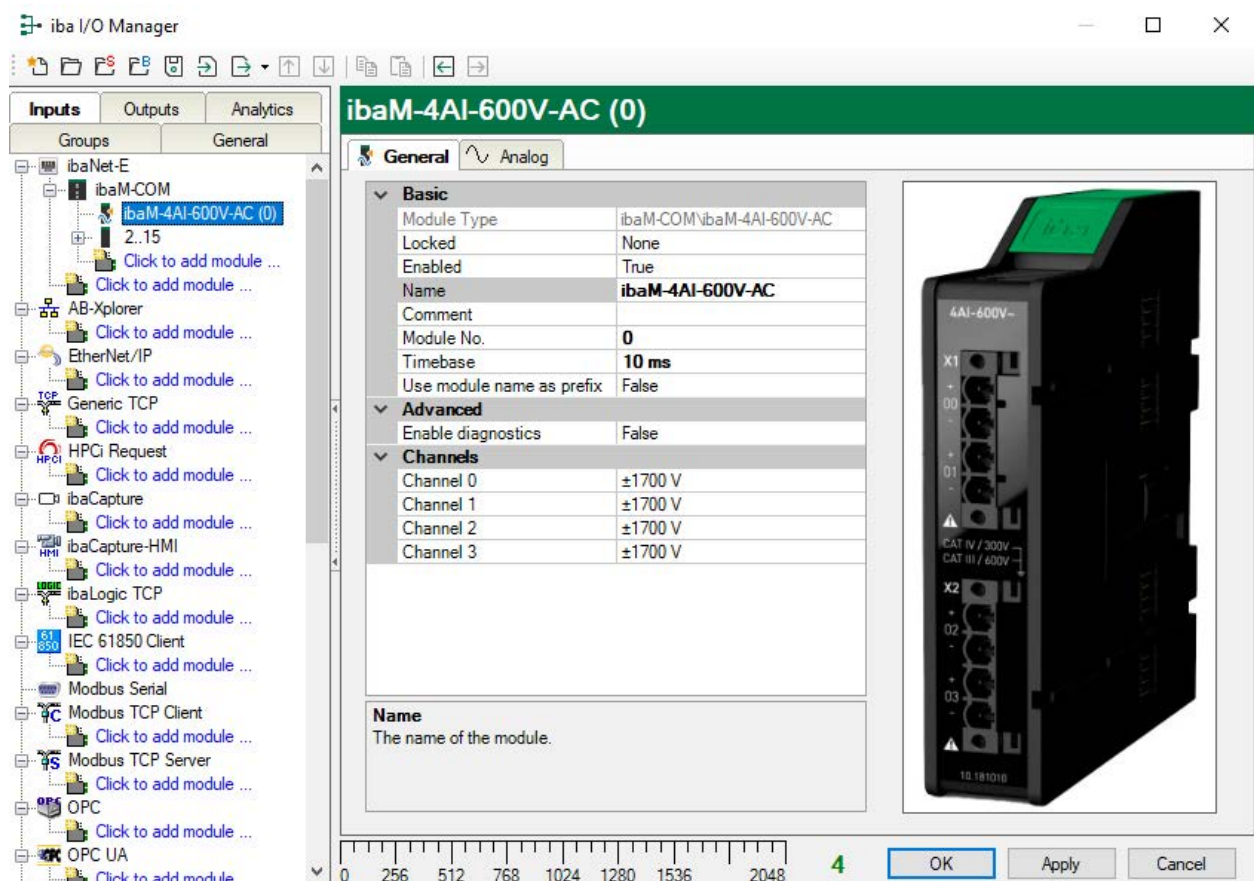 iba I/O Manager
Inputs Outputs Analytics
Groups General
ibaNet-E
ibaM-COM
ibaM-4AI-600V-AC (0)
2..15
Click to add module ...
Click to add module ...
AB-Xplorer
Click to add module ...
EtherNet/IP
Click to add module ...
TCP Generic TCP
Click to add module ...
HPCi HPCi Request
Click to add module ...
ibaCapture
Click to add module ...
HMI ibaCapture-HMI
Click to add module ...
LOGIC ibaLogic TCP
Click to add module ...
61 850 IEC 61850 Client
Click to add module ...
Modbus Serial
C Modbus TCP Client
Click to add module ...
S Modbus TCP Server
Click to add module ...
OPC OPC
Click to add module ...
OPC UA
Click to add module
ibaM-4AI-600V-AC (0)
General Analog
Basic
Module Type ibaM-COM\ibaM-4AI-600V-AC
Locked None
Enabled True
Name ibaM-4AI-600V-AC
Comment
Module No. 0
Timebase 10 ms
Use module name as prefix False
Advanced
Enable diagnostics False
Channels
Channel 0 ±1700 V
Channel 1 ±1700 V
Channel 2 ±1700 V
Channel 3 ±1700 V
Name
The name of the module.
iba
4AI-600V~
X1
+
00
-
+
01
-
CAT IV / 300V
CAT III / 600V
X2
+
02
-
+
03
-
10.181010
0 256 512 768 1024 1280 1536 2048
4
OK Apply Cancel